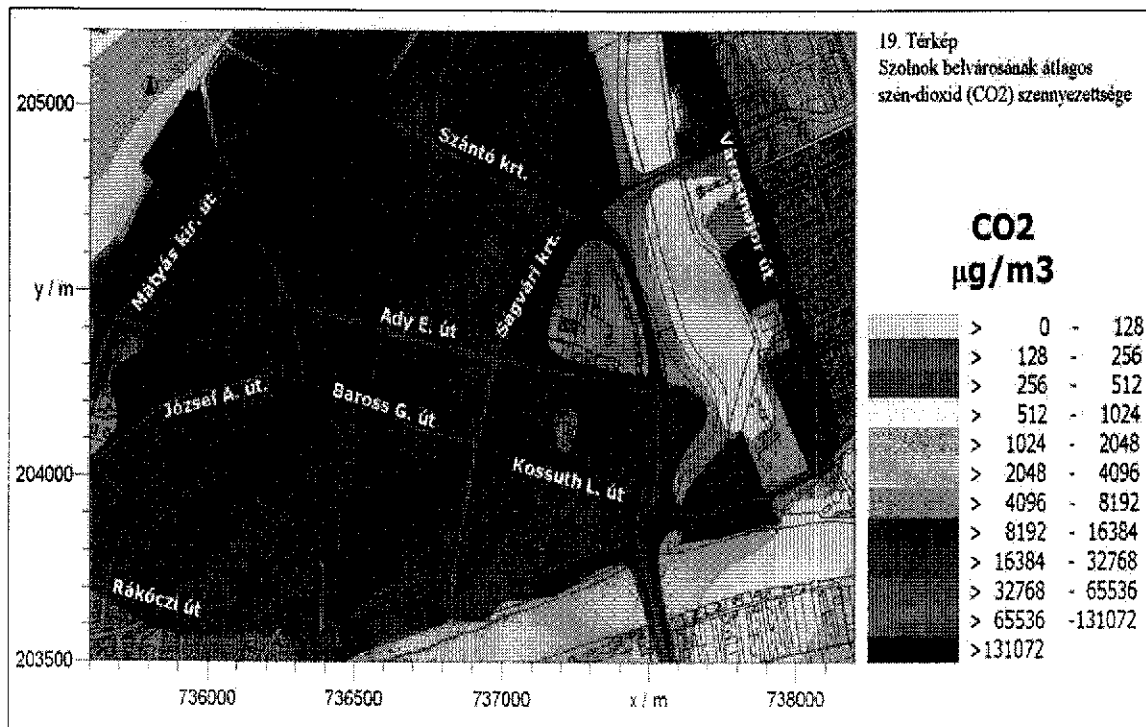 19. Térkép
Szolnok belvárosának átlagos
szén-dioxid (CO2) szennyezettsége
205000
y / m
204000
203500
736000
736500
737000
x / m
738000
Szántó krt.
Városmajor út
Mátyás kir. út
Ságvári krt.
Ady E. út
József A. út.
Baross G. út
Kossuth L. út
Rákóczi út
CO2
µg/m3
> 0 - 128
> 128 - 256
> 256 - 512
> 512 - 1024
> 1024 - 2048
> 2048 - 4096
> 4096 - 8192
> 8192 - 16384
> 16384 - 32768
> 32768 - 65536
> 65536 -131072
>131072